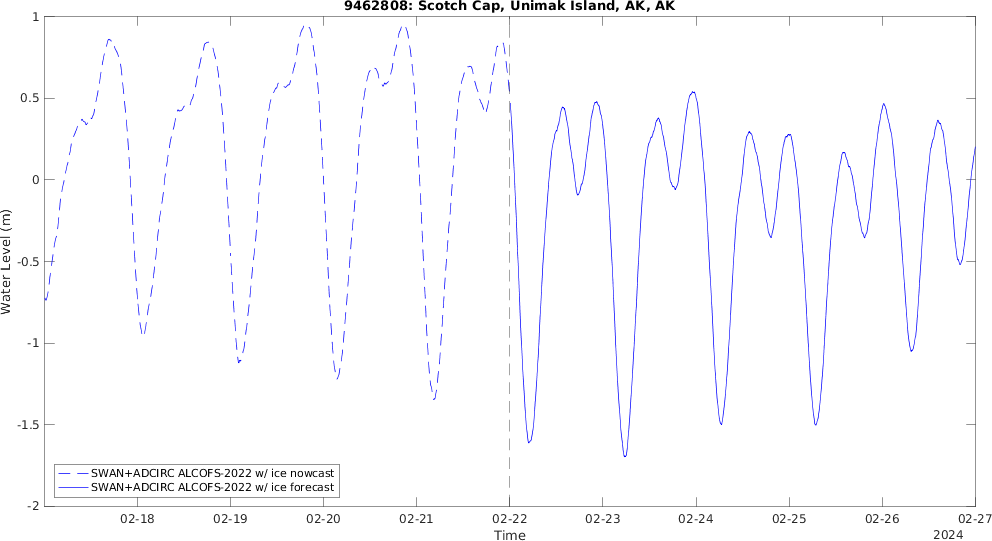 9462808: Scotch Cap, Unimak Island, AK, AK
Water Level (m)
1
0.5
0
-0.5
-1
-1.5
-2
SWAN+ADCIRC ALCOFS-2022 w/ ice nowcast
SWAN+ADCIRC ALCOFS-2022 w/ ice forecast
02-18 02-19 02-20 02-21 02-22 02-23 02-24 02-25 02-26 02-27
Time
2024